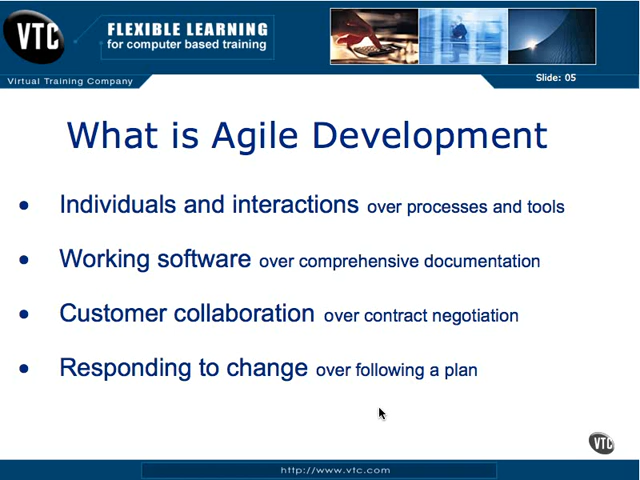 VTC
FLEXIBLE LEARNING
for computer based training
Virtual Training Company
Slide: 05
What is Agile Development
• Individuals and interactions over processes and tools
• Working software over comprehensive documentation
• Customer collaboration over contract negotiation
• Responding to change over following a plan
VTC
http://www.vtc.com